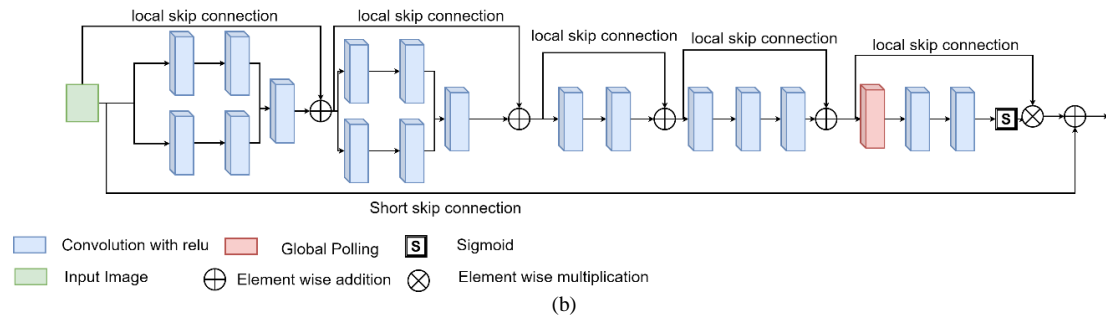 local skip connection
local skip connection
local skip connection
local skip connection
local skip connection
S
Short skip connection
Convolution with relu
Global Polling
S
Sigmoid
Input Image
Element wise addition
Element wise multiplication
(b)